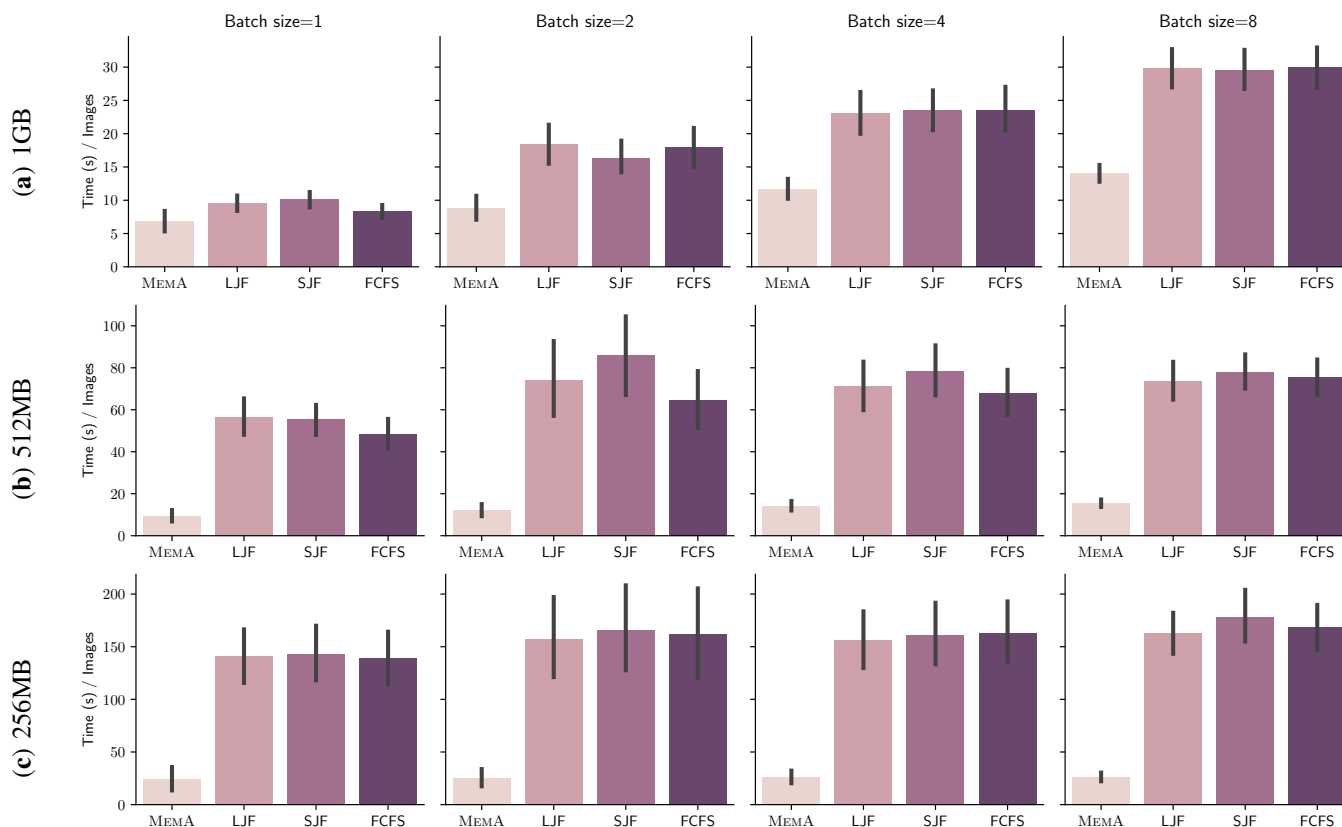 Batch size=1 Batch size=2 Batch size=4 Batch size=8
(a) 1GB
Time (s) / Images
30
25
20
15
10
5
0
MemA LJF SJF FCFS MemA LJF SJF FCFS MemA LJF SJF FCFS MemA LJF SJF FCFS
(b) 512MB
Time (s) / Images
100
80
60
40
20
0
MemA LJF SJF FCFS MemA LJF SJF FCFS MemA LJF SJF FCFS MemA LJF SJF FCFS
(c) 256MB
Time (s) / Images
200
150
100
50
0
MemA LJF SJF FCFS MemA LJF SJF FCFS MemA LJF SJF FCFS MemA LJF SJF FCFS